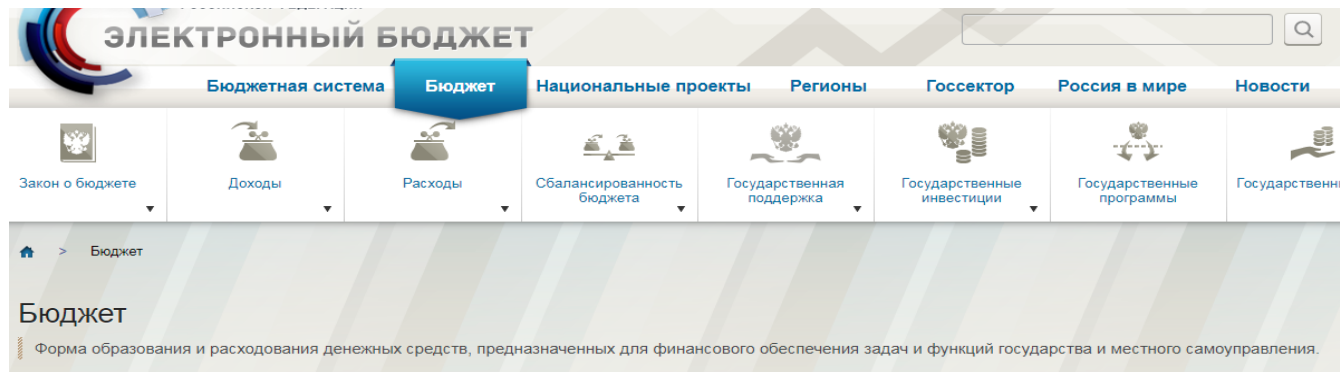 ЭЛЕКТРОННЫЙ БЮДЖЕТ
Бюджетная система Бюджет Национальные проекты Регионы Госсектор Россия в мире Новости
Закон о бюджете Доходы Расходы Сбалансированность бюджета Государственная поддержка Государственные инвестиции Государственные программы
> Бюджет
Бюджет
Форма образования и расходования денежных средств, предназначенных для финансового обеспечения задач и функций государства и местного самоуправления.